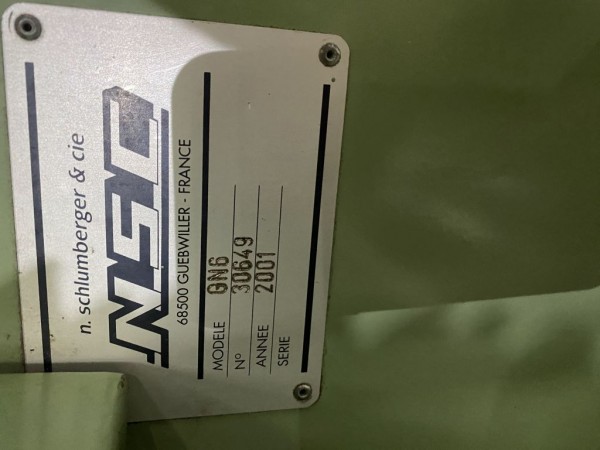 n. schlumberger & cie
NSC
68500 GUEBWILLER - FRANCE
MODELE GN6
N° 30649
ANNEE 2001
SERIE